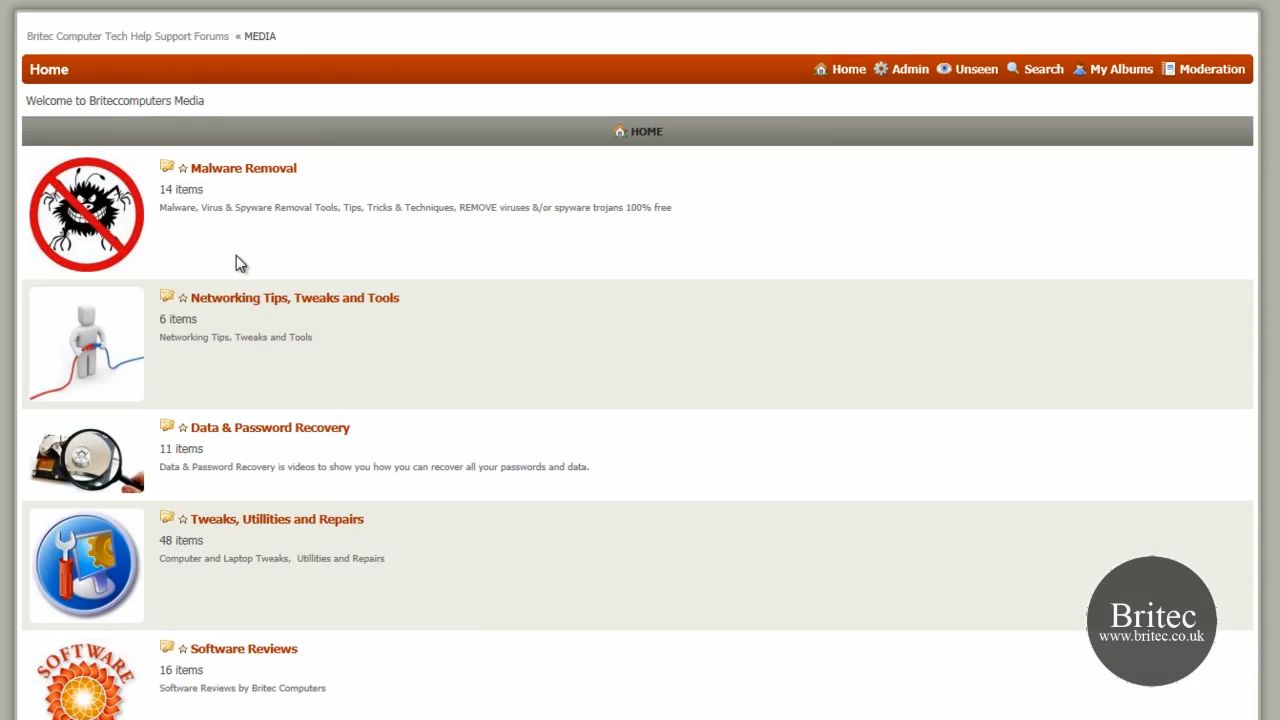 Britec Computer Tech Help Support Forums « MEDIA
Home
Home Admin Unseen Search My Albums Moderation
Welcome to Briteccomputers Media
HOME
Malware Removal
14 items
Malware, Virus & Spyware Removal Tools, Tips, Tricks & Techniques, REMOVE viruses &/or spyware trojans 100% free
Networking Tips, Tweaks and Tools
6 items
Networking Tips, Tweaks and Tools
Data & Password Recovery
11 items
Data & Password Recovery is videos to show you how you can recover all your passwords and data.
Tweaks, Utillities and Repairs
48 items
Computer and Laptop Tweaks, Utillities and Repairs
Britec
www.britec.co.uk
SOFTWARE
Software Reviews
16 items
Software Reviews by Britec Computers